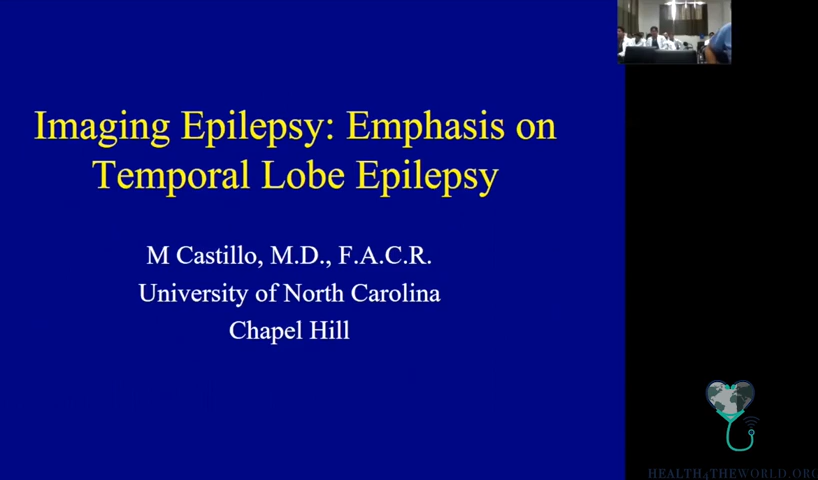 Imaging Epilepsy: Emphasis on
Temporal Lobe Epilepsy
M Castillo, M.D., F.A.C.R.
University of North Carolina
Chapel Hill
HEALTH4THEWORLD.ORG